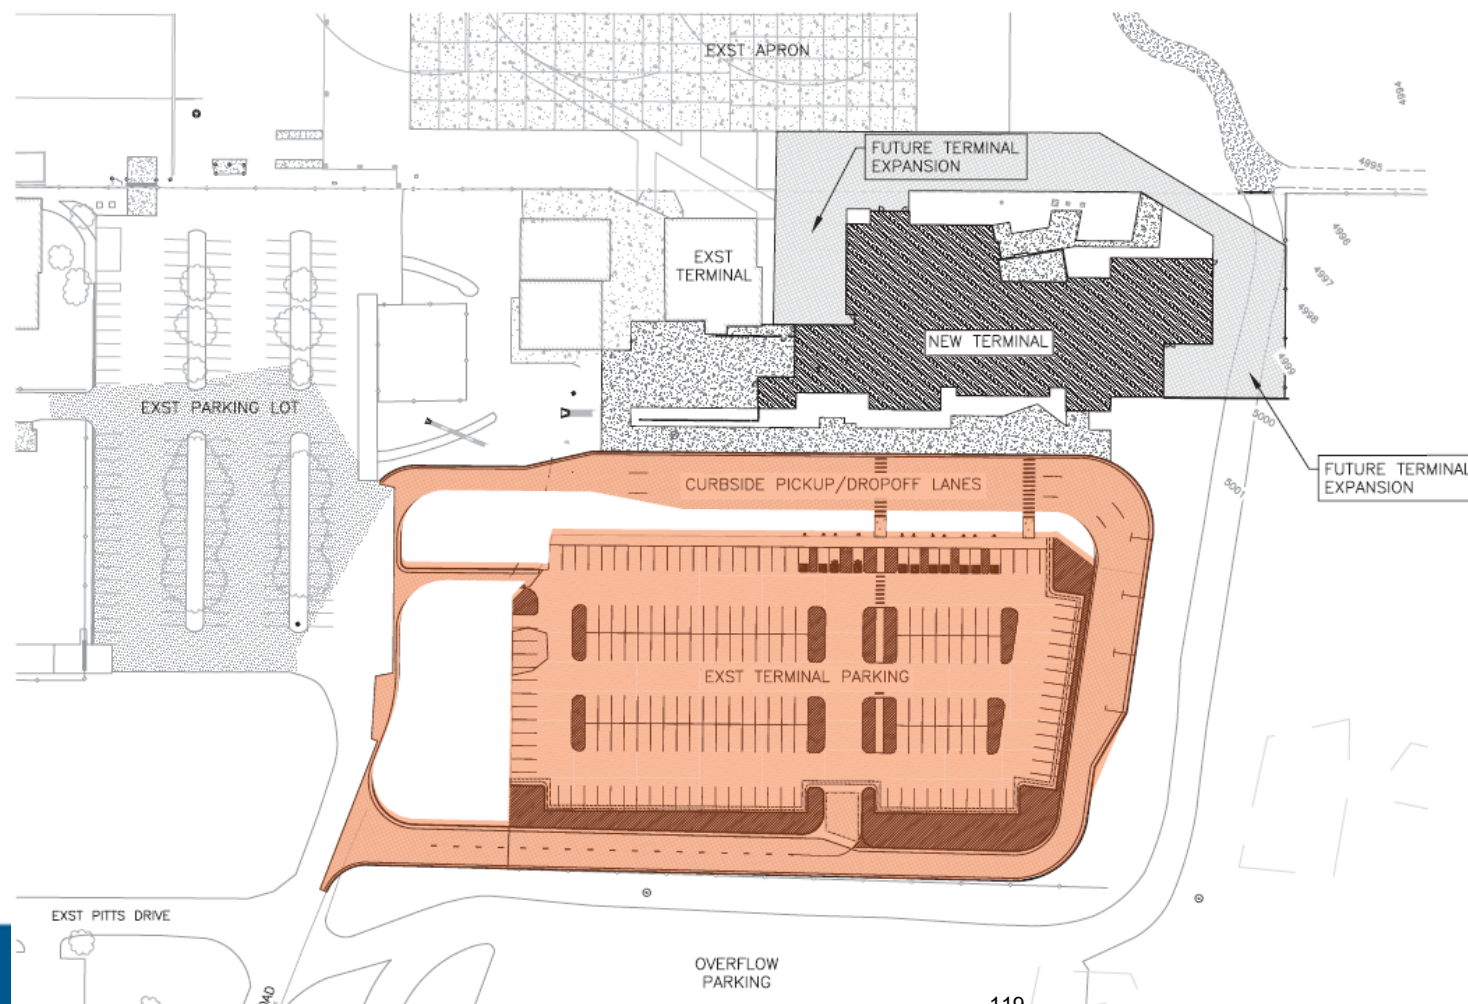 EXST APRON
4994
FUTURE TERMINAL
EXPANSION
4995
4996
EXST
TERMINAL
4997
4998
NEW TERMINAL
4999
EXST PARKING LOT
5000
FUTURE TERMINAL
EXPANSION
CURBSIDE PICKUP/DROPOFF LANES
5001
EXST TERMINAL PARKING
EXST PITTS DRIVE
OVERFLOW
PARKING
119